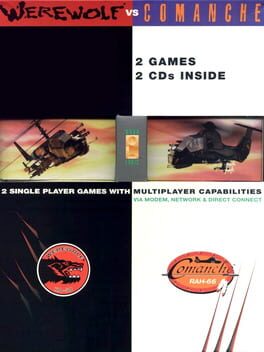 WEREWOLF VS COMANCHE
2 GAMES
2 CDs INSIDE
2 SINGLE PLAYER GAMES WITH MULTIPLAYER CAPABILITIES
VIA MODEM, NETWORK & DIRECT CONNECT
WEREWOLF
Comanche
RAH-66